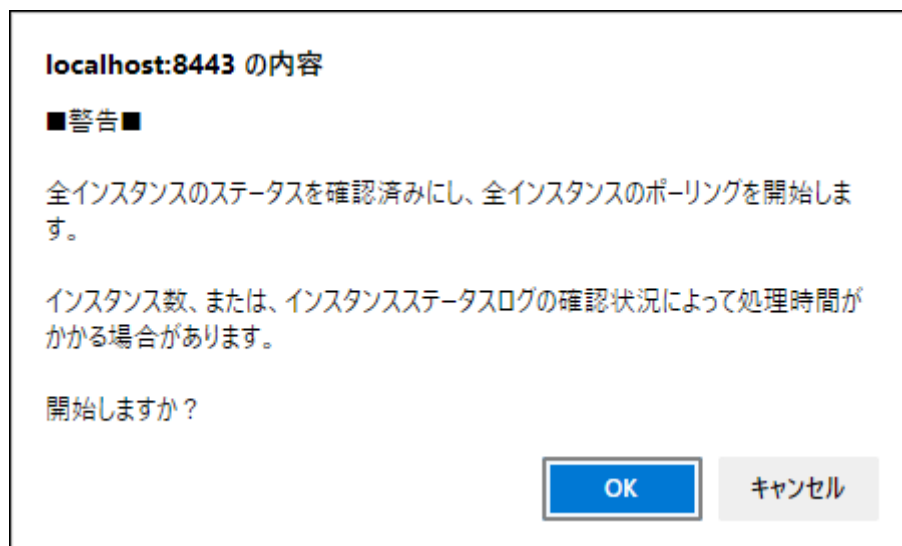 localhost:8443 の内容
■警告■
全インスタンスのステータスを確認済みにし、全インスタンスのポーリングを開始しま
す。
インスタンス数、または、インスタンスステータスログの確認状況によって処理時間が
かかる場合があります。
開始しますか？
OK
キャンセル